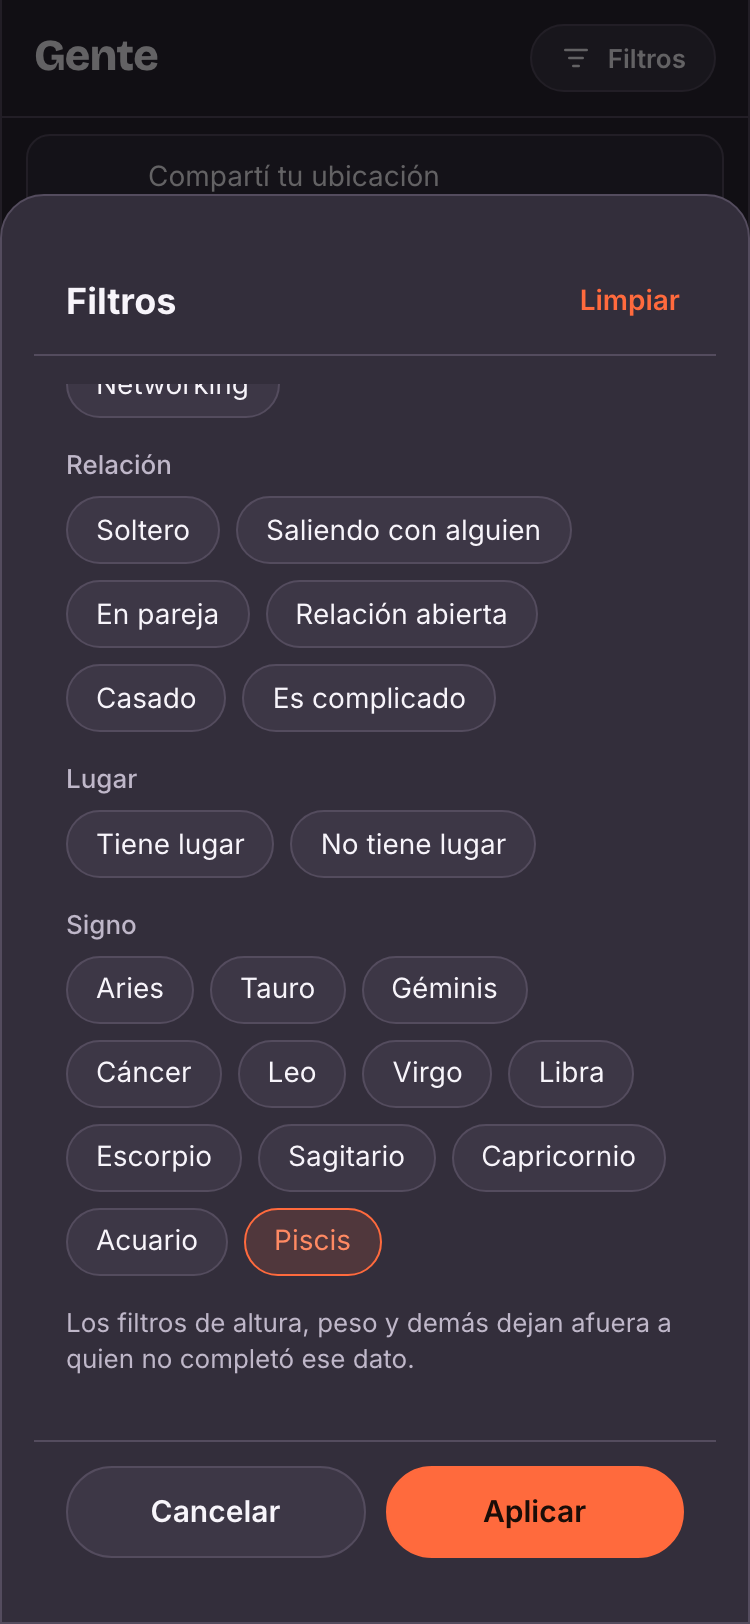 Gente
Filtros
Compartí tu ubicación
Filtros
Limpiar
Networking
Relación
Soltero
Saliendo con alguien
En pareja
Relación abierta
Casado
Es complicado
Lugar
Tiene lugar
No tiene lugar
Signo
Aries
Tauro
Géminis
Cáncer
Leo
Virgo
Libra
Escorpio
Sagitario
Capricornio
Acuario
Piscis
Los filtros de altura, peso y demás dejan afuera a
quien no completó ese dato.
Cancelar
Aplicar